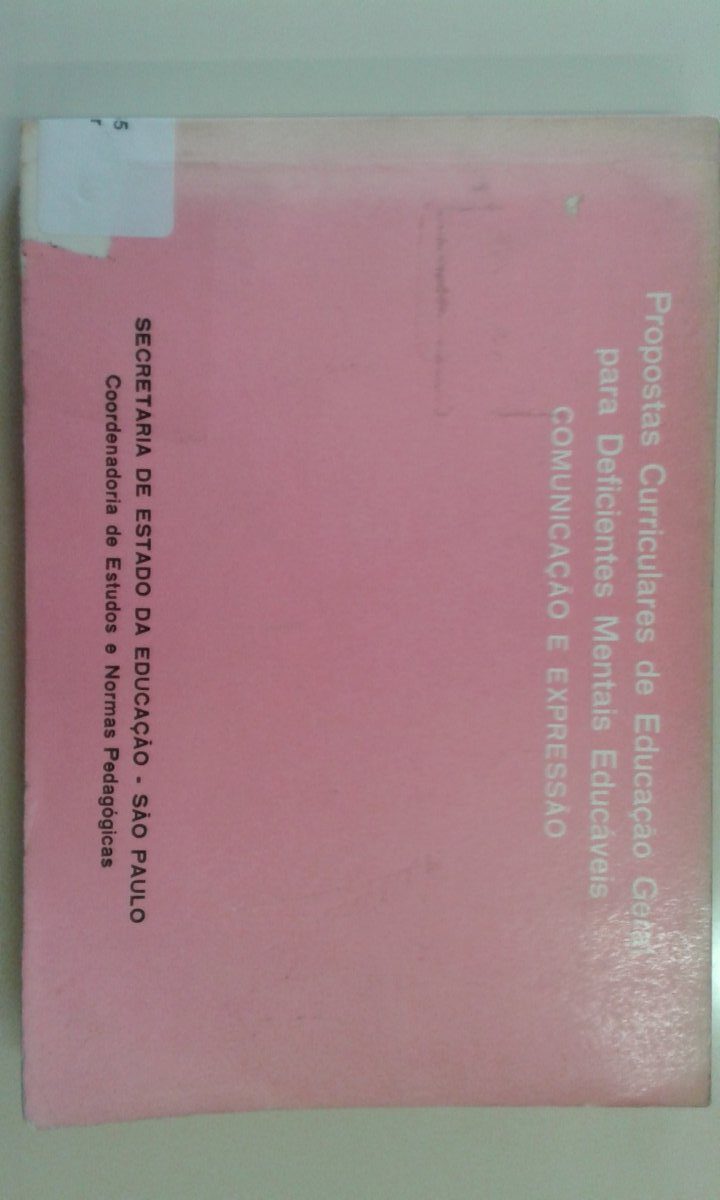 Propostas Curriculares de Educação Geral
para Deficientes Mentais Educáveis
COMUNICAÇÃO E EXPRESSÃO
SECRETARIA DE ESTADO DA EDUCAÇÃO - SÃO PAULO
Coordenadoria de Estudos e Normas Pedagógicas
5
r